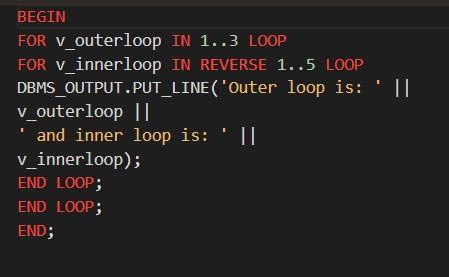 BEGIN
FOR v_outerloop IN 1..3 LOOP
FOR v_innerloop IN REVERSE 1..5 LOOP
DBMS_OUTPUT.PUT_LINE('Outer loop is: ' ||
v_outerloop ||
' and inner loop is: ' ||
v_innerloop);
END LOOP;
END LOOP;
END;